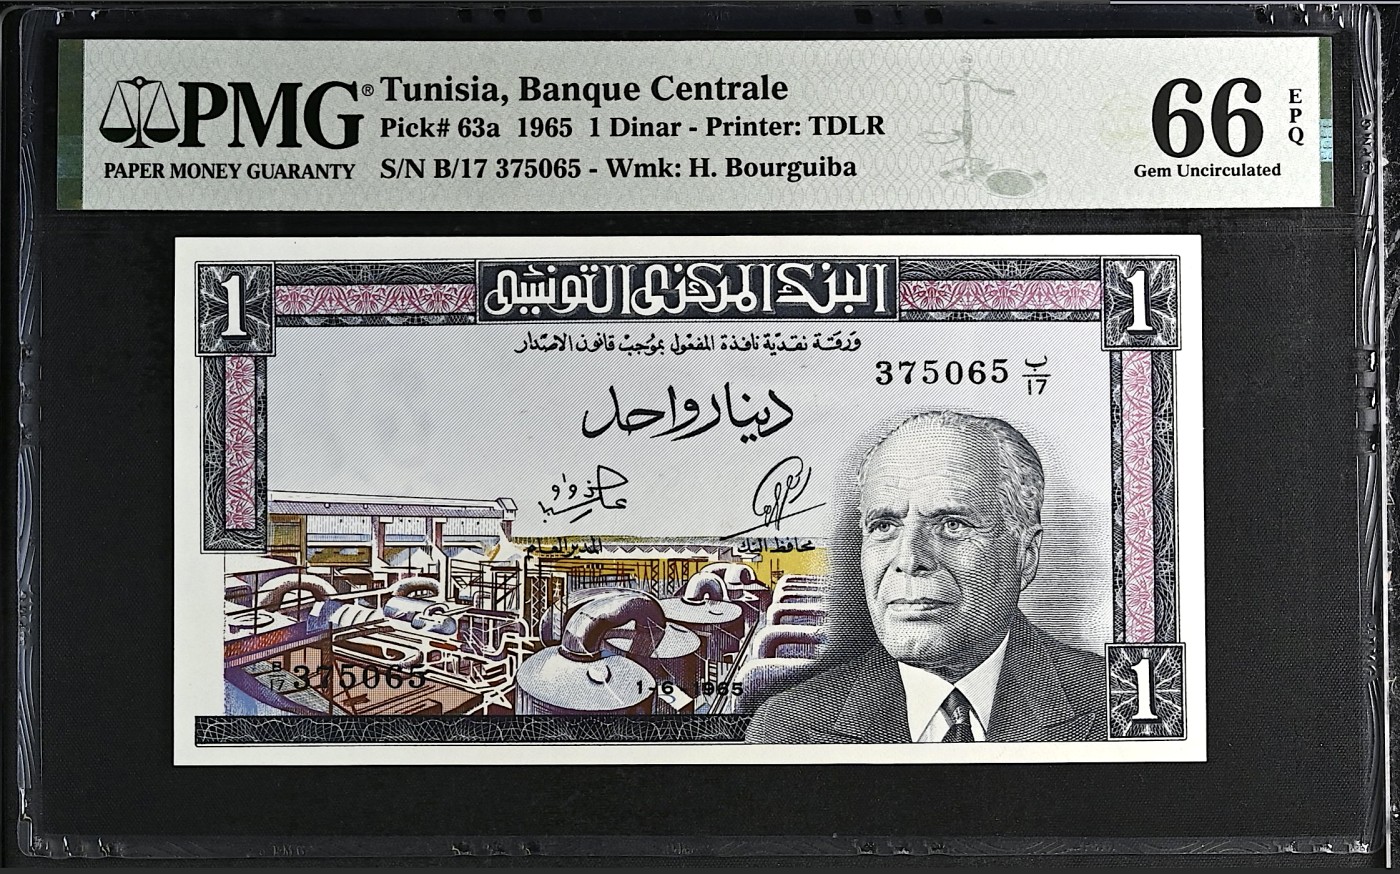 PMG®
PAPER MONEY GUARANTY
Tunisia, Banque Centrale
Pick# 63a 1965 1 Dinar - Printer: TDLR
S/N B/17 375065 - Wmk: H. Bourguiba
66
EPQ
Gem Uncirculated
1
البنك المركزي التونسي
1
ورقة نقديّة نافذة المفعول بموجب قانون الاصدار
375065 ب/17
دينار واحد
المدير العام
محافظ البنك
B/17 375065
1-6 1965
1